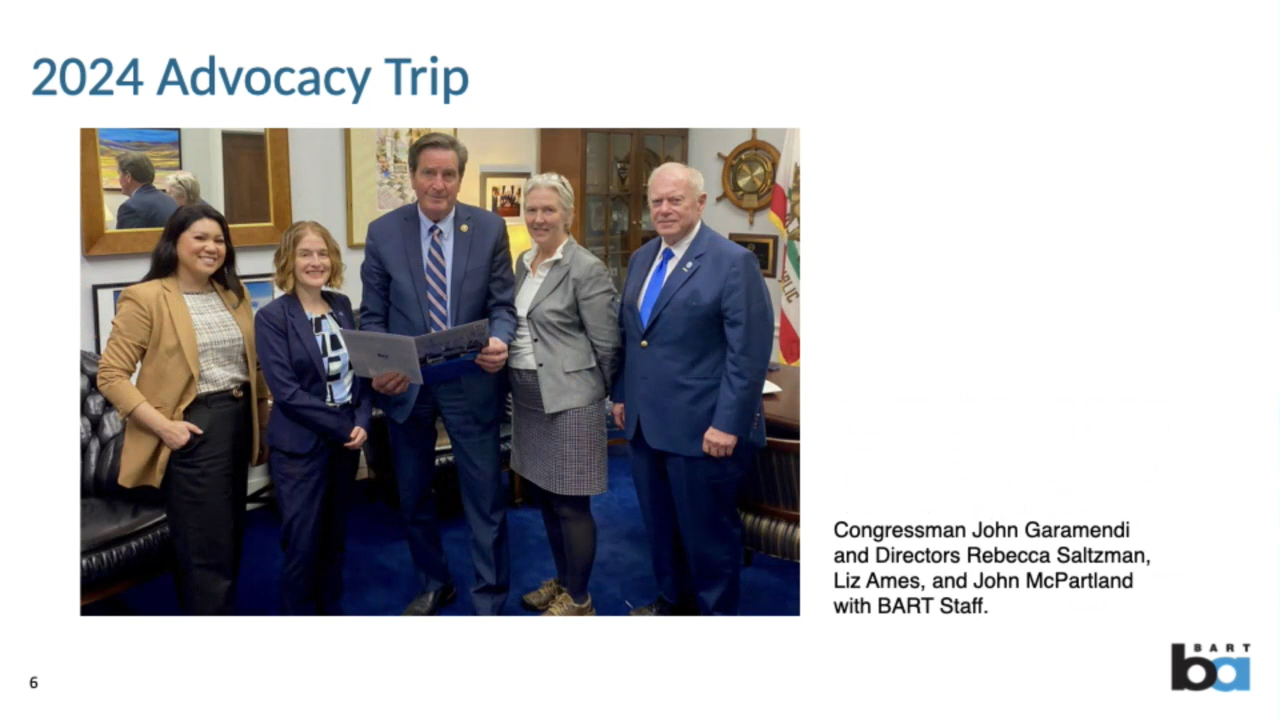 2024 Advocacy Trip
Congressman John Garamendi
and Directors Rebecca Saltzman,
Liz Ames, and John McPartland
with BART Staff.
6
BART
ba